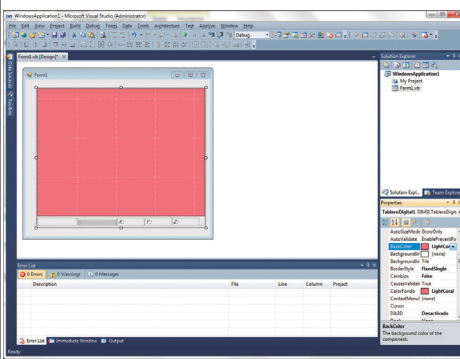 WindowsApplication1 - Microsoft Visual Studio (Administrator)
File Edit View Project Build Debug Team Data Tools Architecture Test Analyze Window Help
Debug
Form1.vb [Design]*
Data Sources
Toolbox
Form1
X:
Y:
Z:
Solution Explorer
WindowsApplication1
My Project
Form1.vb
Solution Expl...
Team Explorer
Properties
AutoSizeMode GrowOnly
AutoValidate EnablePreventFo
BackColor LightCor
BackgroundIm (none)
BackgroundIm Tile
BorderStyle FixedSingle
Cambios False
CausesValidat True
ColorFondo LightCoral
ContextMenuS (none)
Cursor
Dib3D Desactivado
BackColor
The background color of the
component.
Error List
0 Errors 0 Warnings 0 Messages
Description File Line Column Project
Error List Immediate Window Output
Ready